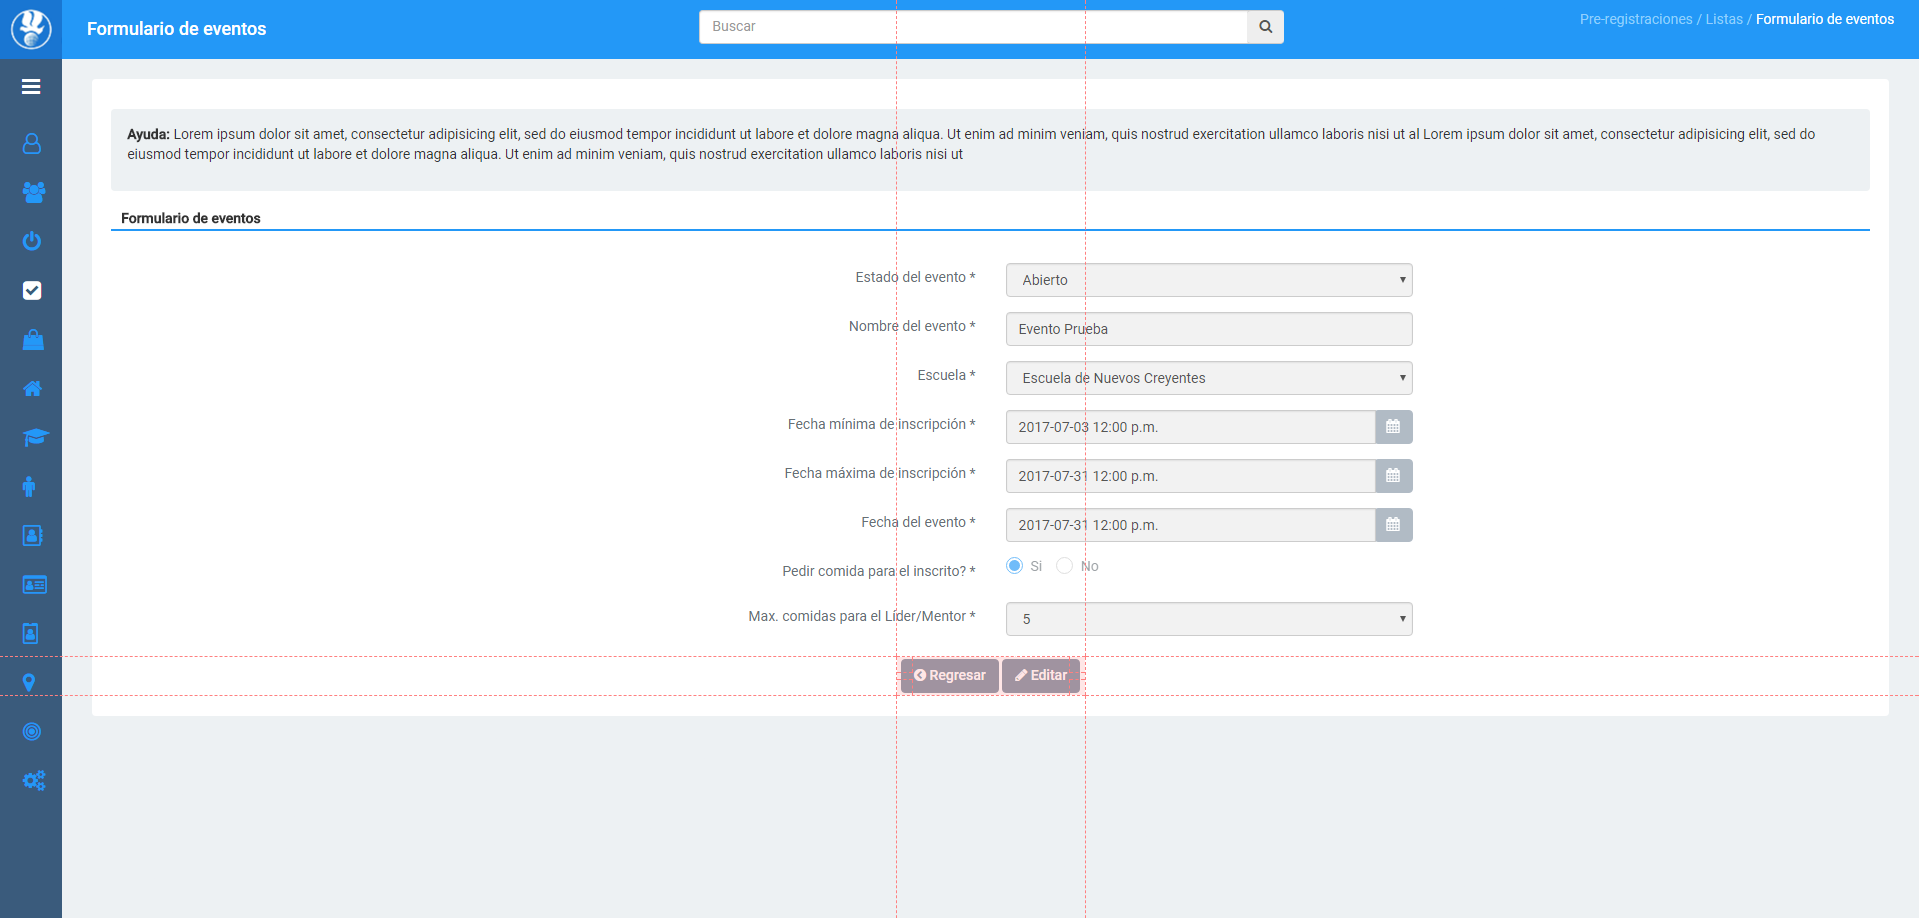 Formulario de eventos
Buscar
Pre-registraciones / Listas / Formulario de eventos
Ayuda: Lorem ipsum dolor sit amet, consectetur adipisicing elit, sed do eiusmod tempor incididunt ut labore et dolore magna aliqua. Ut enim ad minim veniam, quis nostrud exercitation ullamco laboris nisi ut al Lorem ipsum dolor sit amet, consectetur adipisicing elit, sed do
eiusmod tempor incididunt ut labore et dolore magna aliqua. Ut enim ad minim veniam, quis nostrud exercitation ullamco laboris nisi ut
Formulario de eventos
Estado del evento * Abierto
Nombre del evento * Evento Prueba
Escuela * Escuela de Nuevos Creyentes
Fecha mínima de inscripción * 2017-07-03 12:00 p.m.
Fecha máxima de inscripción * 2017-07-31 12:00 p.m.
Fecha del evento * 2017-07-31 12:00 p.m.
Pedir comida para el inscrito? * Si No
Max. comidas para el Líder/Mentor * 5
Regresar Editar